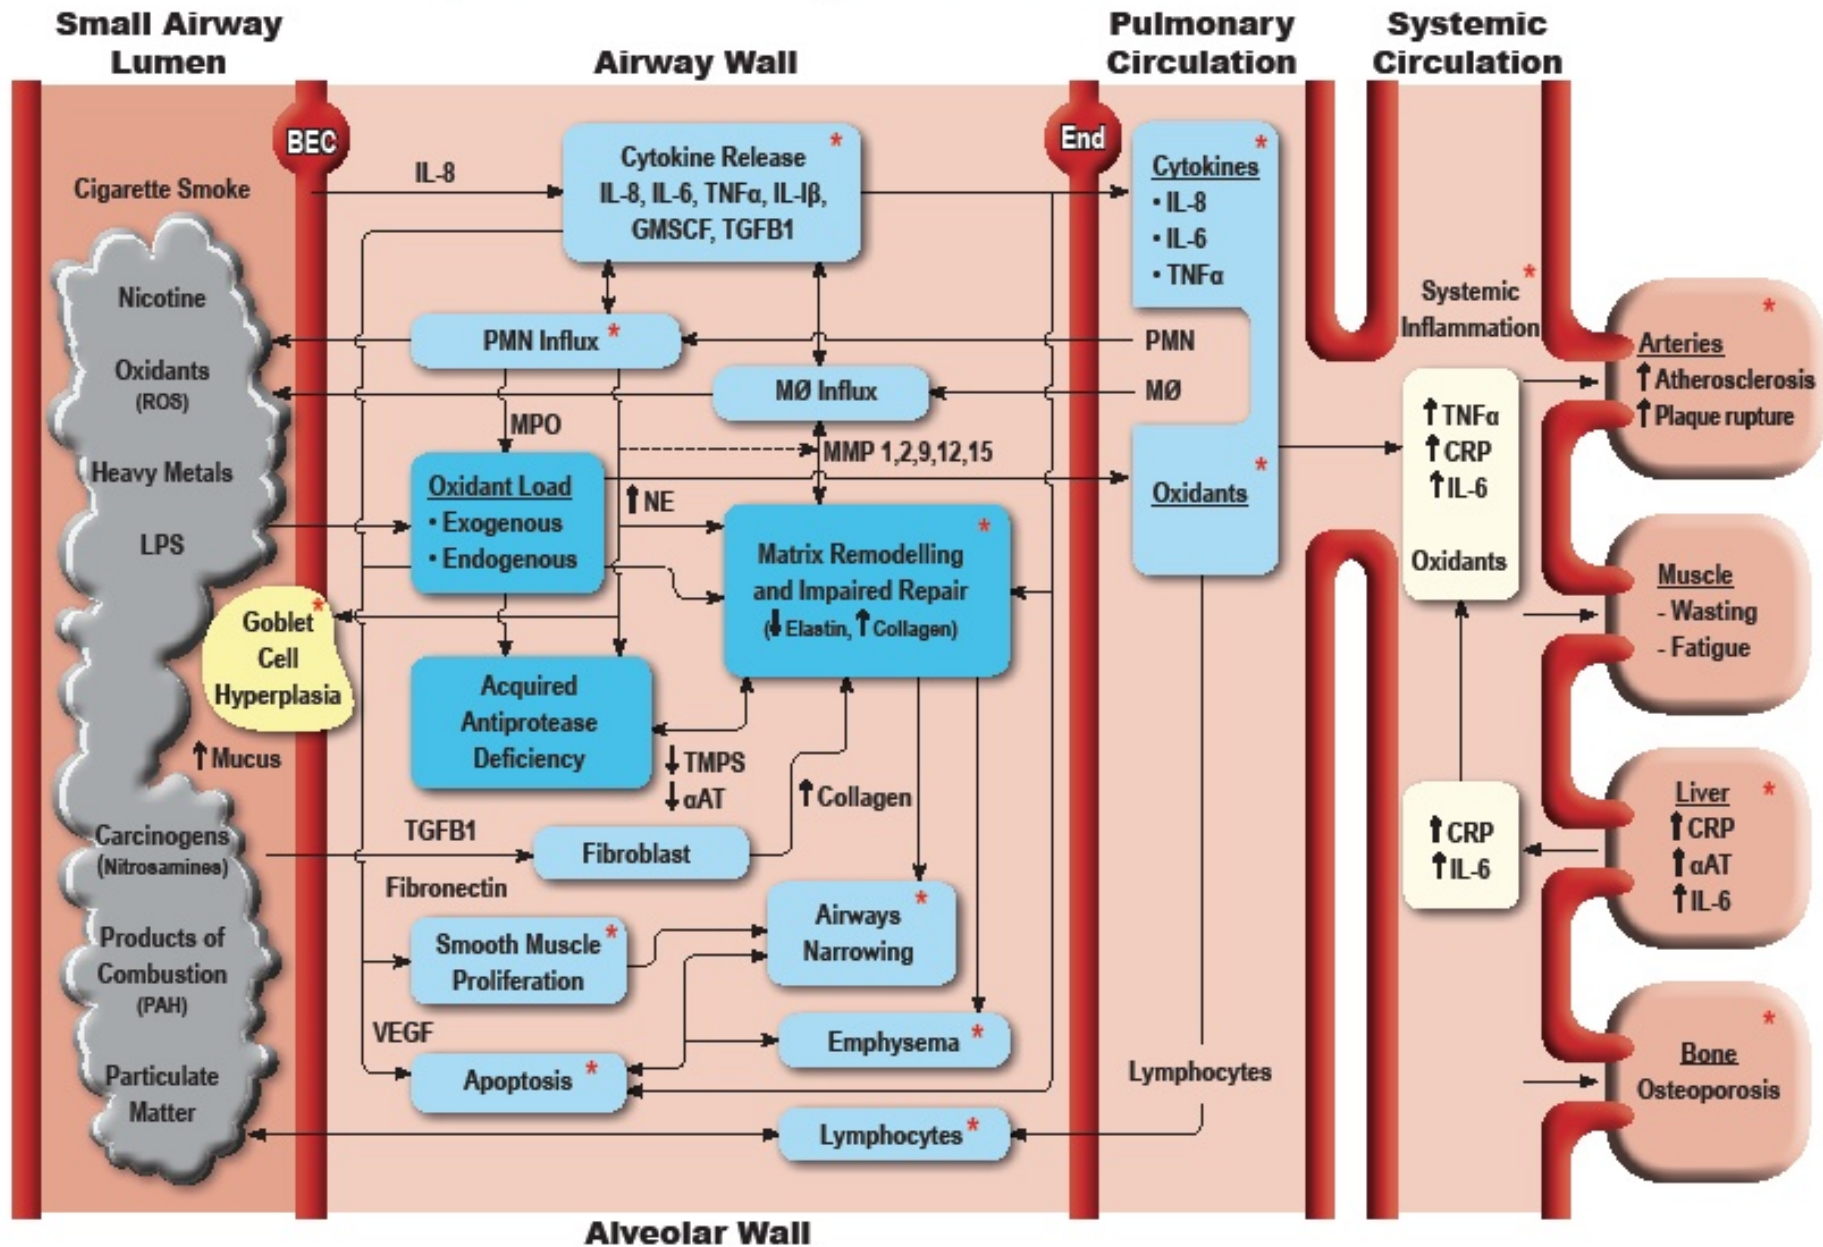 Small Airway
Lumen
Airway Wall
Pulmonary
Circulation
Systemic
Circulation
BEC
End
Cigarette Smoke
Nicotine
Oxidants
(ROS)
Heavy Metals
LPS
Goblet *
Cell
Hyperplasia
↑ Mucus
Carcinogens
(Nitrosamines)
Products of
Combustion
(PAH)
Particulate
Matter
IL-8
Cytokine Release *
IL-8, IL-6, TNFα, IL-Iβ,
GMSCF, TGFB1
PMN Influx *
MØ Influx
MPO
MMP 1,2,9,12,15
Oxidant Load
• Exogenous
• Endogenous
↑ NE
Matrix Remodelling *
and Impaired Repair
(↓ Elastin, ↑ Collagen)
Acquired
Antiprotease
Deficiency
↓ TMPS
↓ αAT
↑ Collagen
TGFB1
Fibroblast
Fibronectin
Smooth Muscle *
Proliferation
Airways *
Narrowing
VEGF
Apoptosis *
Emphysema *
Lymphocytes *
Alveolar Wall
Cytokines *
• IL-8
• IL-6
• TNFα
PMN
MØ
Oxidants *
Lymphocytes
Systemic *
Inflammation
↑ TNFα
↑ CRP
↑ IL-6
Oxidants
↑ CRP
↑ IL-6
Arteries *
↑ Atherosclerosis
↑ Plaque rupture
Muscle
- Wasting
- Fatigue
Liver *
↑ CRP
↑ αAT
↑ IL-6
Bone *
Osteoporosis